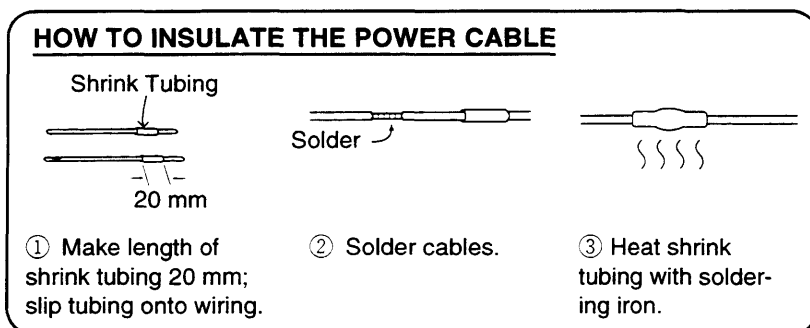 HOW TO INSULATE THE POWER CABLE
Shrink Tubing
20 mm
① Make length of
shrink tubing 20 mm;
slip tubing onto wiring.
Solder
② Solder cables.
③ Heat shrink
tubing with solder-
ing iron.